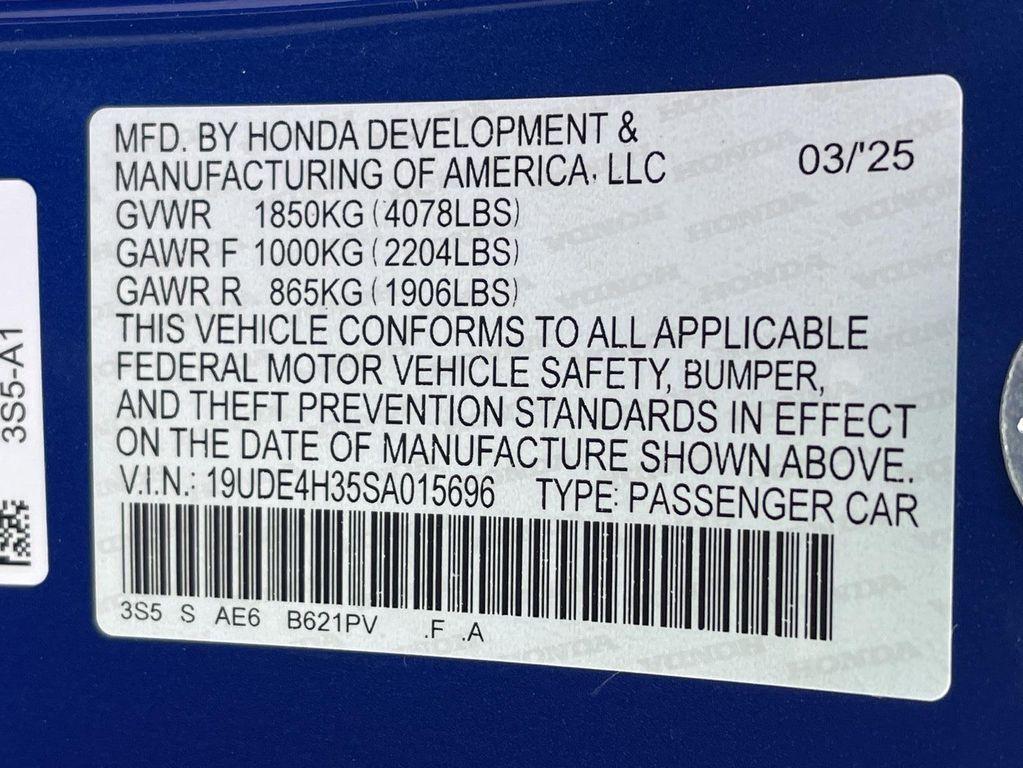 MFD. BY HONDA DEVELOPMENT &
MANUFACTURING OF AMERICA, LLC 03/'25
GVWR 1850KG (4078LBS)
GAWR F 1000KG (2204LBS)
GAWR R 865KG (1906LBS)
THIS VEHICLE CONFORMS TO ALL APPLICABLE
FEDERAL MOTOR VEHICLE SAFETY, BUMPER,
AND THEFT PREVENTION STANDARDS IN EFFECT
ON THE DATE OF MANUFACTURE SHOWN ABOVE..
V.I.N.: 19UDE4H35SA015696 TYPE: PASSENGER CAR
3S5 S AE6 B621PV .F .A
3S5-A1